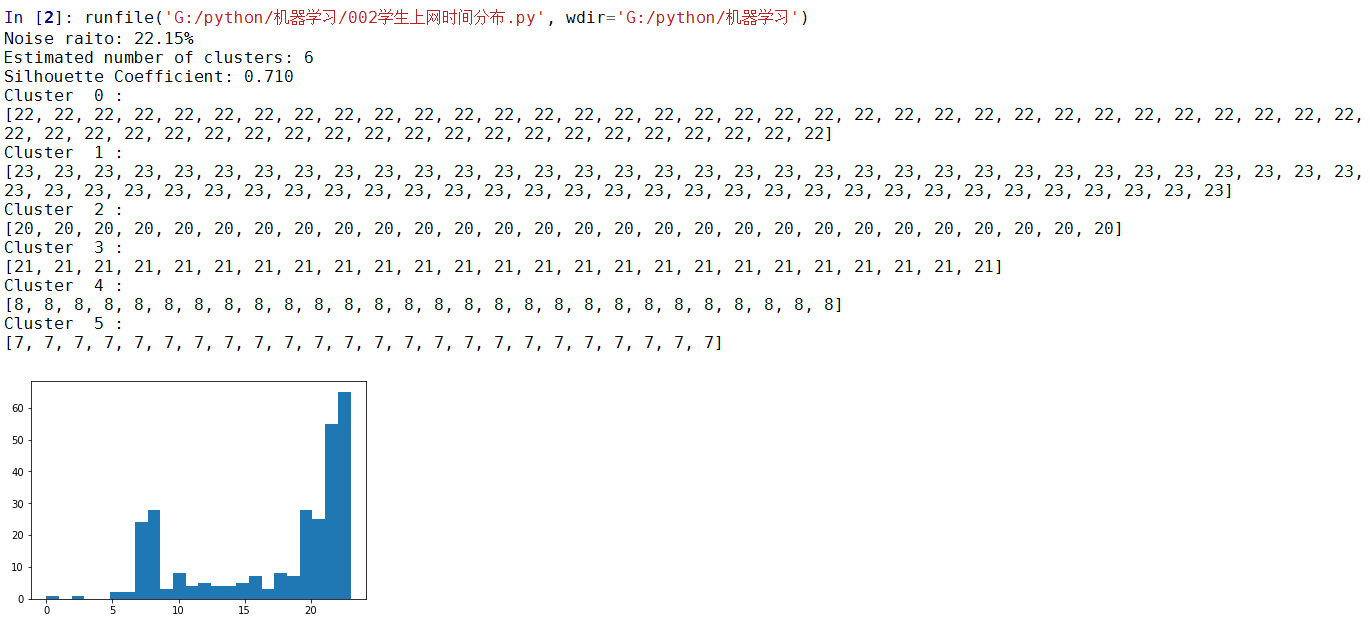 In [2]: runfile('G:/python/机器学习/002学生上网时间分布.py', wdir='G:/python/机器学习')
Noise raito: 22.15%
Estimated number of clusters: 6
Silhouette Coefficient: 0.710
Cluster  0 :
[22, 22, 22, 22, 22, 22, 22, 22, 22, 22, 22, 22, 22, 22, 22, 22, 22, 22, 22, 22, 22, 22, 22, 22, 22, 22, 22, 22, 22, 22, 22, 22, 22, 22,
22, 22, 22, 22, 22, 22, 22, 22, 22, 22, 22, 22, 22, 22, 22, 22, 22, 22, 22, 22, 22]
Cluster  1 :
[23, 23, 23, 23, 23, 23, 23, 23, 23, 23, 23, 23, 23, 23, 23, 23, 23, 23, 23, 23, 23, 23, 23, 23, 23, 23, 23, 23, 23, 23, 23, 23, 23, 23,
23, 23, 23, 23, 23, 23, 23, 23, 23, 23, 23, 23, 23, 23, 23, 23, 23, 23, 23, 23, 23, 23, 23, 23, 23, 23, 23, 23, 23, 23, 23]
Cluster  2 :
[20, 20, 20, 20, 20, 20, 20, 20, 20, 20, 20, 20, 20, 20, 20, 20, 20, 20, 20, 20, 20, 20, 20, 20, 20, 20, 20, 20]
Cluster  3 :
[21, 21, 21, 21, 21, 21, 21, 21, 21, 21, 21, 21, 21, 21, 21, 21, 21, 21, 21, 21, 21, 21, 21, 21, 21]
Cluster  4 :
[8, 8, 8, 8, 8, 8, 8, 8, 8, 8, 8, 8, 8, 8, 8, 8, 8, 8, 8, 8, 8, 8, 8, 8, 8, 8, 8, 8]
Cluster  5 :
[7, 7, 7, 7, 7, 7, 7, 7, 7, 7, 7, 7, 7, 7, 7, 7, 7, 7, 7, 7, 7, 7, 7, 7]
60
50
40
30
20
10
0
0 5 10 15 20